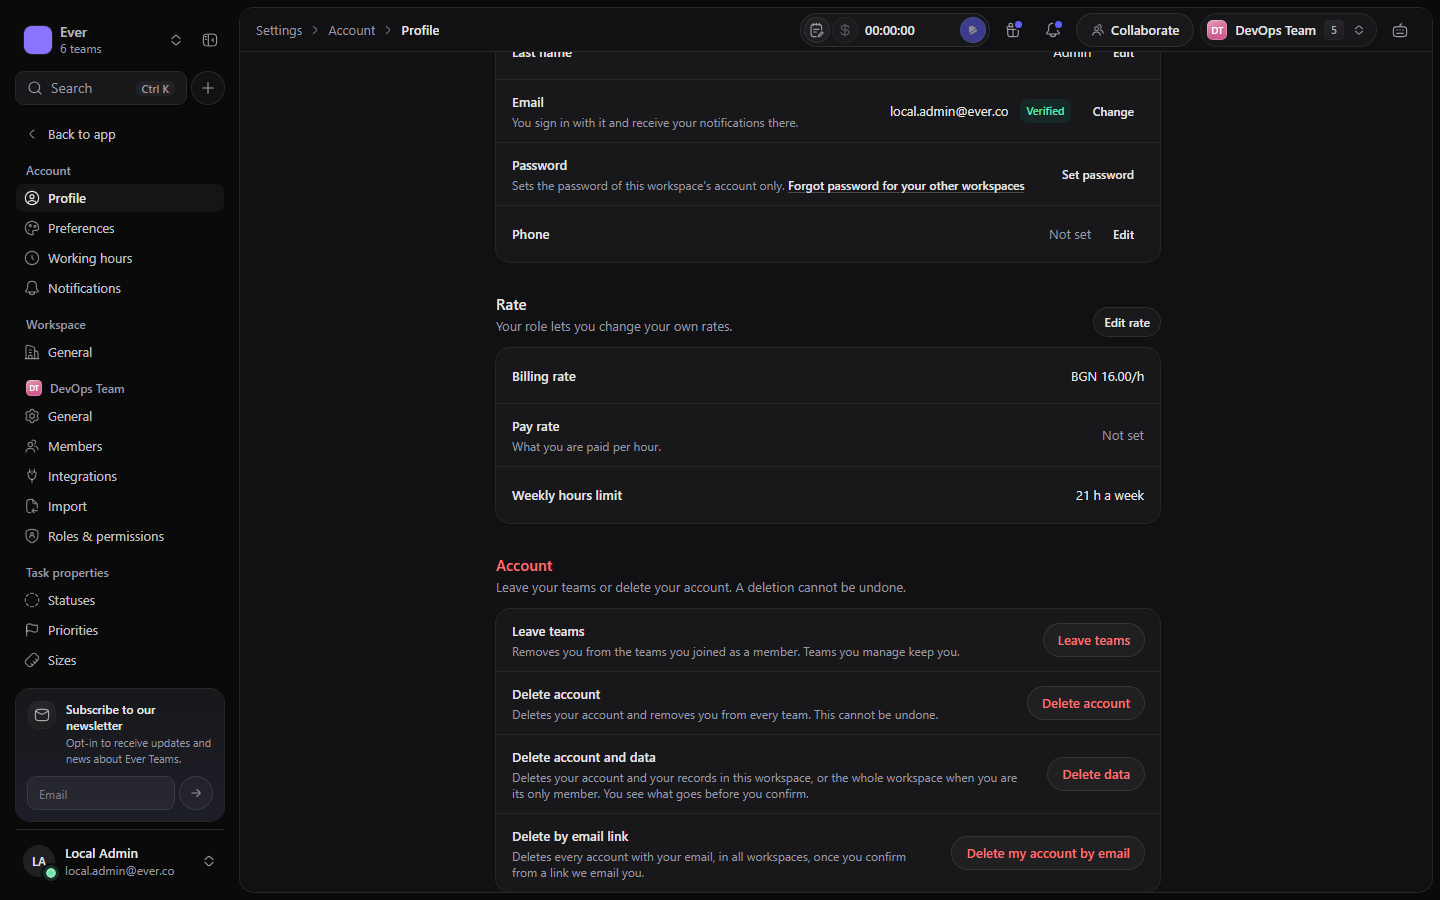 Ever
6 teams
Search
Ctrl K
Back to app
Account
Profile
Preferences
Working hours
Notifications
Workspace
General
DT DevOps Team
General
Members
Integrations
Import
Roles & permissions
Task properties
Statuses
Priorities
Sizes
Subscribe to our
newsletter
Opt-in to receive updates and
news about Ever Teams.
Email
LA
Local Admin
local.admin@ever.co
Settings > Account > Profile
00:00:00
Collaborate
DT DevOps Team 5
Last name
Admin Edit
Email
You sign in with it and receive your notifications there.
local.admin@ever.co Verified Change
Password
Sets the password of this workspace's account only. Forgot password for your other workspaces
Set password
Phone
Not set Edit
Rate
Your role lets you change your own rates.
Edit rate
Billing rate
BGN 16.00/h
Pay rate
What you are paid per hour.
Not set
Weekly hours limit
21 h a week
Account
Leave your teams or delete your account. A deletion cannot be undone.
Leave teams
Removes you from the teams you joined as a member. Teams you manage keep you.
Leave teams
Delete account
Deletes your account and removes you from every team. This cannot be undone.
Delete account
Delete account and data
Deletes your account and your records in this workspace, or the whole workspace when you are
its only member. You see what goes before you confirm.
Delete data
Delete by email link
Deletes every account with your email, in all workspaces, once you confirm
from a link we email you.
Delete my account by email